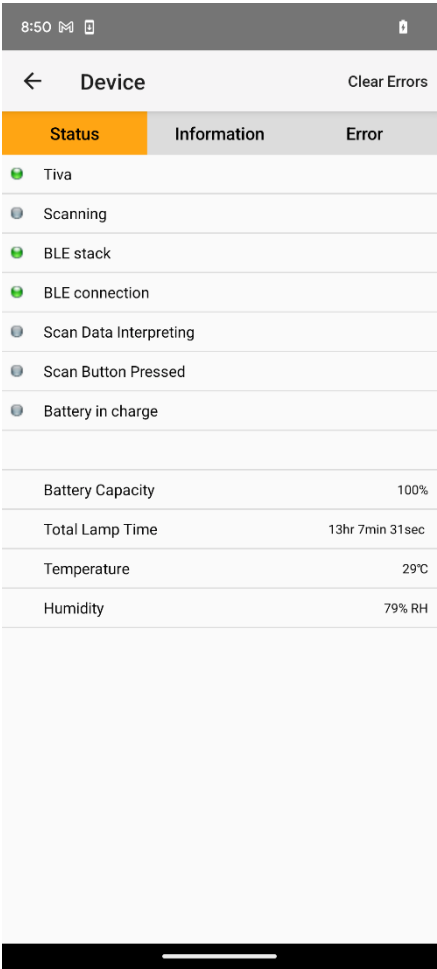 8:50
Device
Clear Errors
Status Information Error
Tiva
Scanning
BLE stack
BLE connection
Scan Data Interpreting
Scan Button Pressed
Battery in charge
Battery Capacity 100%
Total Lamp Time 13hr 7min 31sec
Temperature 29℃
Humidity 79% RH